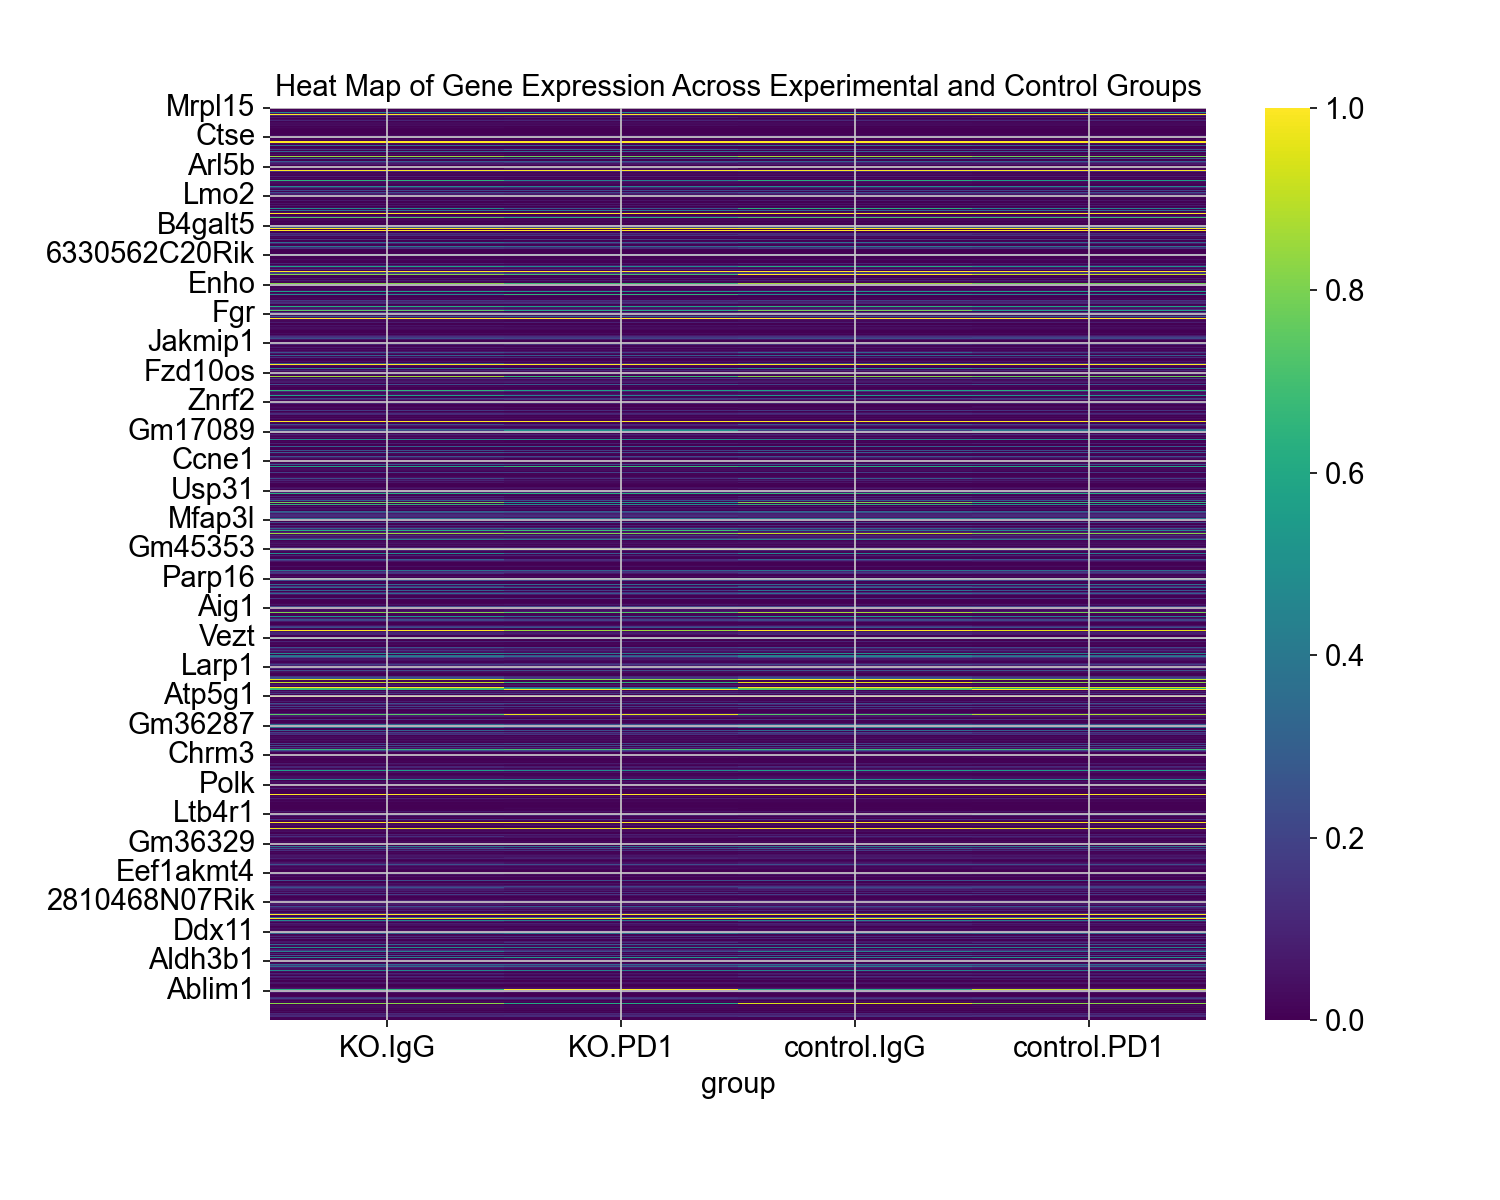 Heat Map of Gene Expression Across Experimental and Control Groups
Mrpl15
Ctse
Arl5b
Lmo2
B4galt5
6330562C20Rik
Enho
Fgr
Jakmip1
Fzd10os
Znrf2
Gm17089
Ccne1
Usp31
Mfap3l
Gm45353
Parp16
Aig1
Vezt
Larp1
Atp5g1
Gm36287
Chrm3
Polk
Ltb4r1
Gm36329
Eef1akmt4
2810468N07Rik
Ddx11
Aldh3b1
Ablim1
1.0
0.8
0.6
0.4
0.2
0.0
KO.IgG KO.PD1 control.IgG control.PD1
group